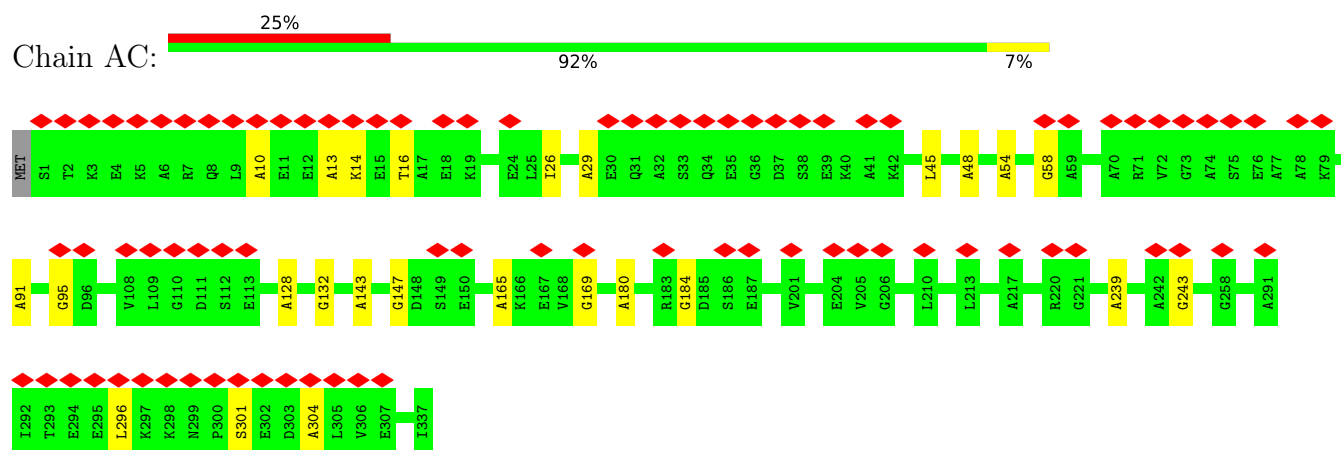 25%
Chain AC:
92% 7%
MET S1 T2 K3 E4 K5 A6 R7 Q8 L9 A10 E11 E12 A13 K14 E15 T16 A17 E18 K19 E24 L25 I26 A29 E30 Q31 A32 S33 Q34 E35 G36 D37 S38 E39 K40 A41 K42 L45 A48 A54 G58 A59 A70 R71 V72 G73 A74 S75 E76 A77 A78 K79
A91 G95 D96 V108 L109 G110 D111 S112 E113 A128 G132 A143 G147 D148 S149 E150 A165 K166 E167 V168 G169 A180 R183 G184 D185 S186 E187 V201 E204 V205 G206 L210 L213 A217 R220 G221 A239 A242 G243 G258 A291
I292 T293 E294 E295 L296 K297 K298 N299 P300 S301 E302 D303 A304 L305 V306 E307 I337